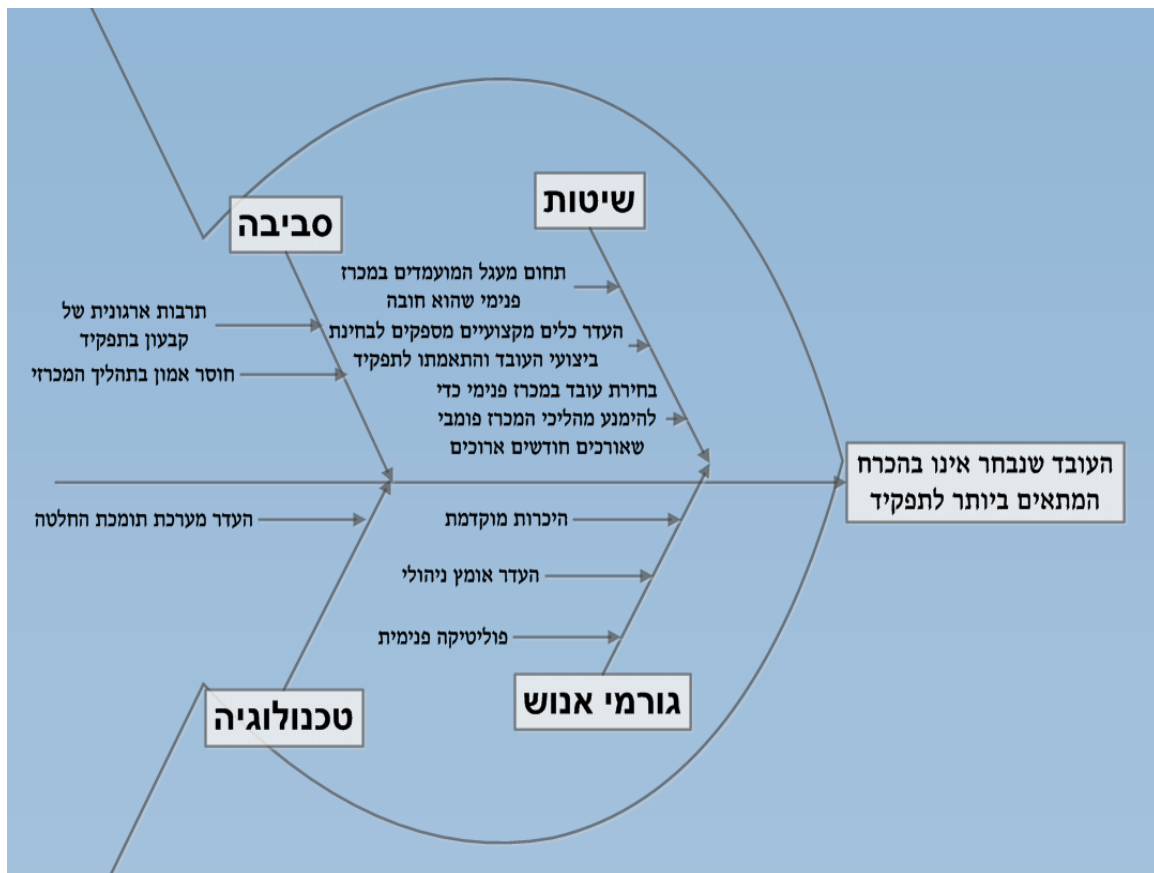 שיטות
תחום מעגל המועמדים במכרז
פנימי שהוא חובה
העדר כלים מקצועיים מספקים לבחינת
ביצועי העובד והתאמתו לתפקיד
בחירת עובד במכרז פנימי כדי
להימנע מהליכי המכרז פומבי
שאורכים חודשים ארוכים
סביבה
תרבות ארגונית של
קבעון בתפקיד
חוסר אמון בתהליך המכרזי
העובד שנבחר אינו בהכרח
המתאים ביותר לתפקיד
היכרות מוקדמת
העדר אומץ ניהולי
פוליטיקה פנימית
גורמי אנוש
העדר מערכת תומכת החלטה
טכנולוגיה